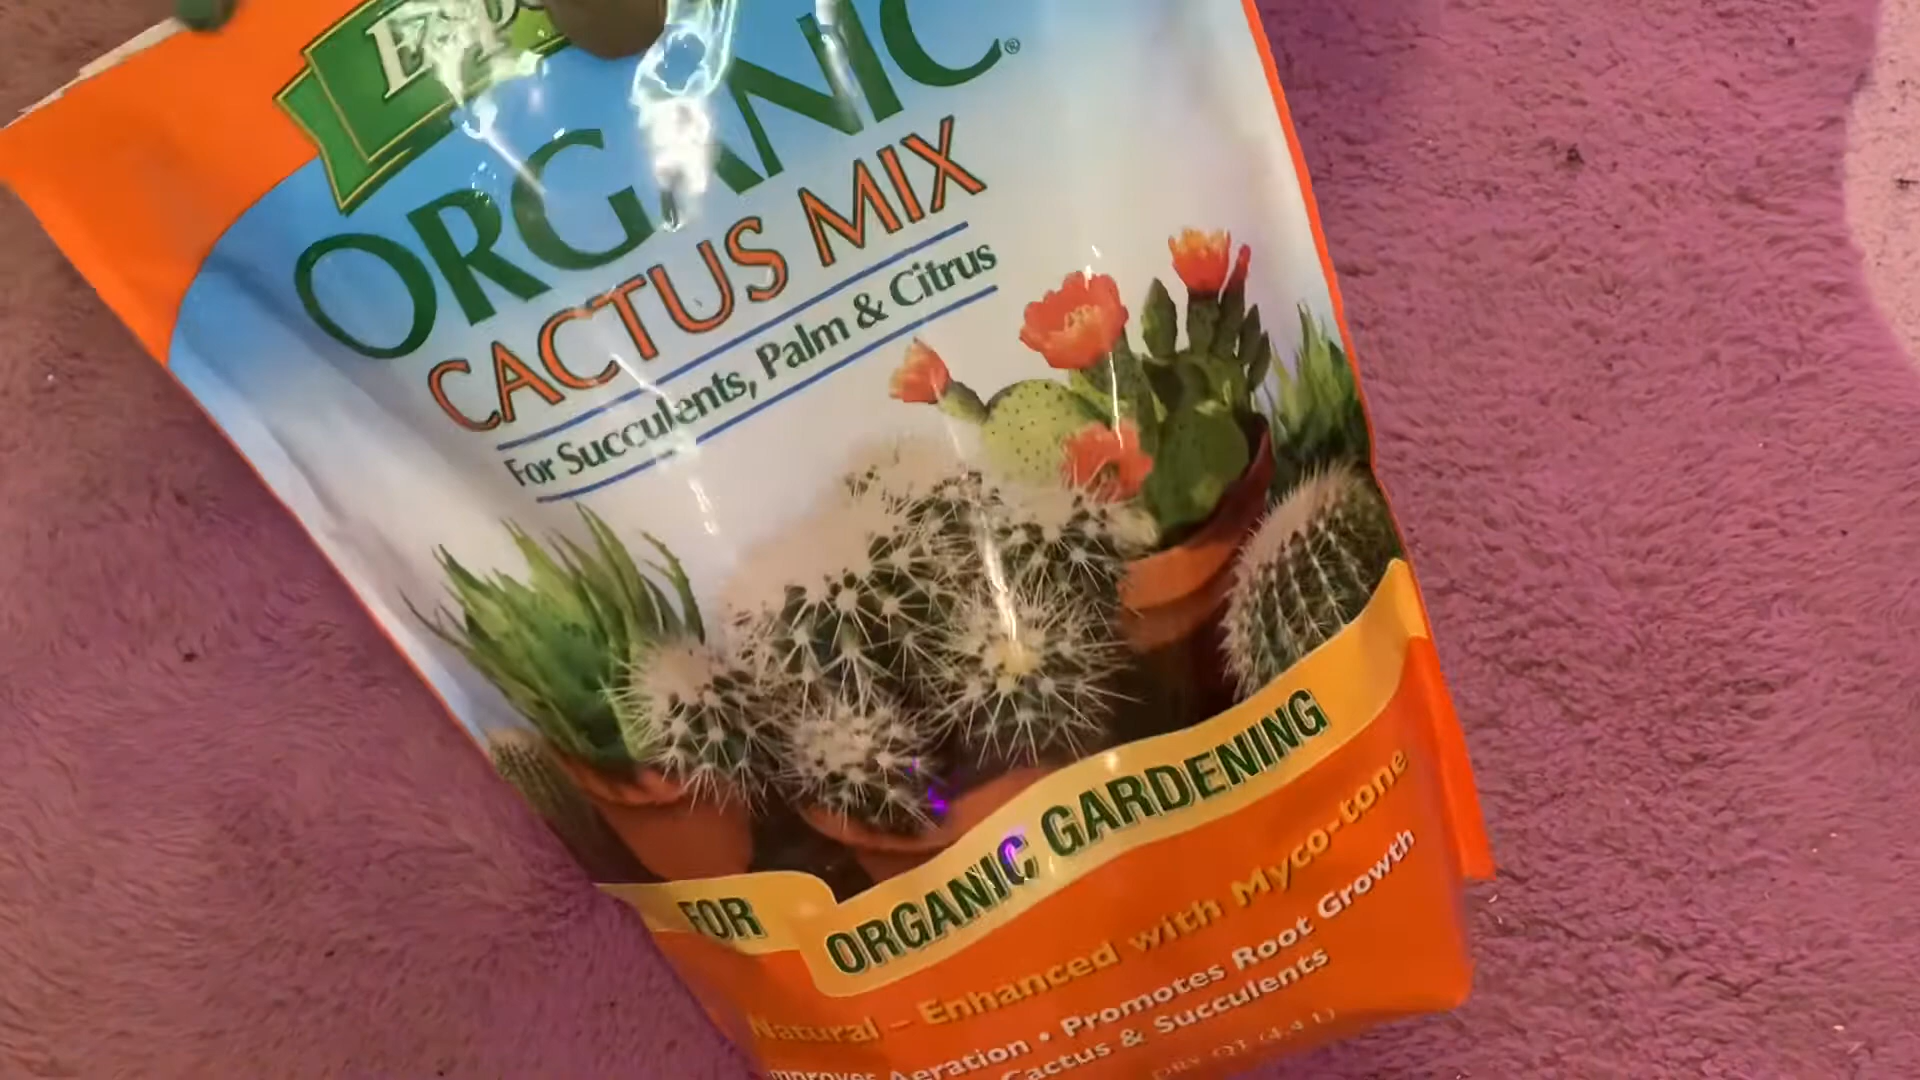 ORGANIC®
CACTUS MIX
For Succulents, Palm & Citrus
FOR ORGANIC GARDENING
Natural – Enhanced with Myco-tone
Aeration • Promotes Root Growth
Cactus & Succulents